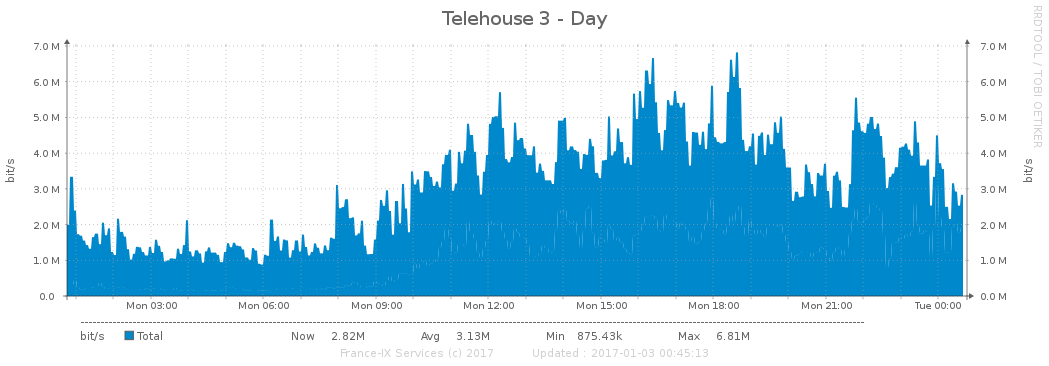 Telehouse 3 - Day
RRDTOOL / TOBI OETIKER
bit/s
7.0 M
6.0 M
5.0 M
4.0 M
3.0 M
2.0 M
1.0 M
0.0
7.0 M
6.0 M
5.0 M
4.0 M
3.0 M
2.0 M
1.0 M
0.0 M
bit/s
Mon 03:00 Mon 06:00 Mon 09:00 Mon 12:00 Mon 15:00 Mon 18:00 Mon 21:00 Tue 00:00
bit/s Total Now 2.82M Avg 3.13M Min 875.43k Max 6.81M
France-IX Services (c) 2017 Updated : 2017-01-03 00:45:13